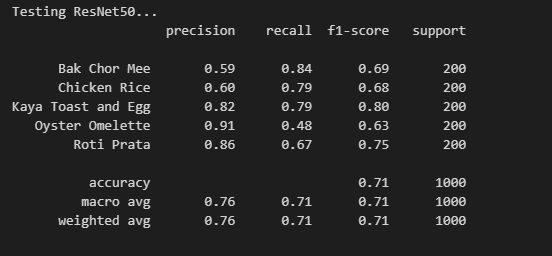 Testing ResNet50...
precision recall f1-score support
Bak Chor Mee 0.59 0.84 0.69 200
Chicken Rice 0.60 0.79 0.68 200
Kaya Toast and Egg 0.82 0.79 0.80 200
Oyster Omelette 0.91 0.48 0.63 200
Roti Prata 0.86 0.67 0.75 200
accuracy 0.71 1000
macro avg 0.76 0.71 0.71 1000
weighted avg 0.76 0.71 0.71 1000